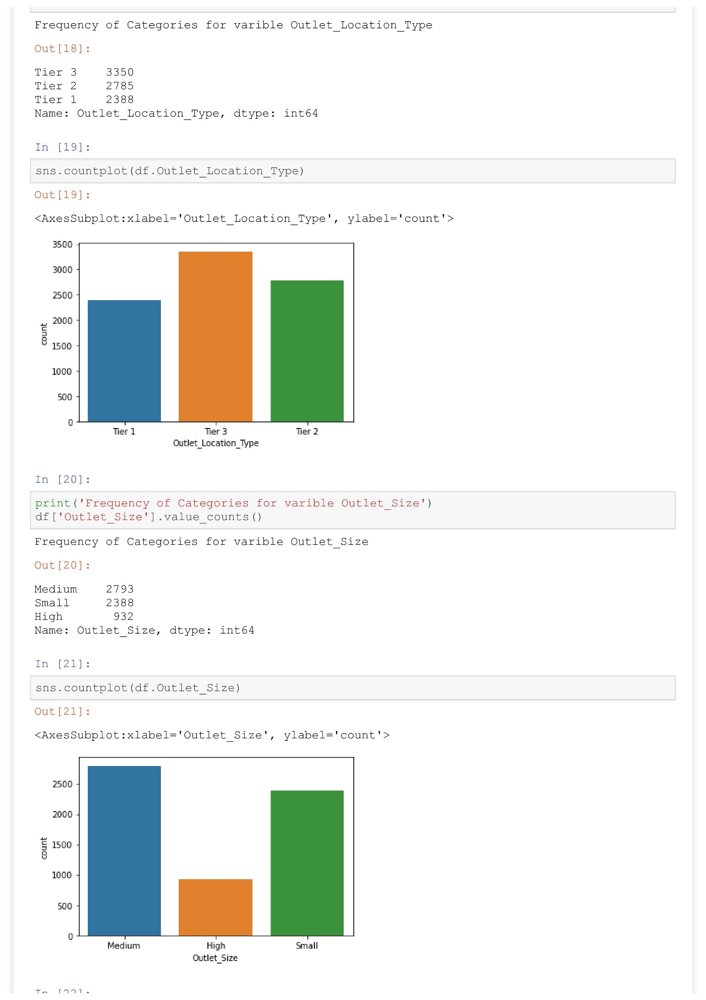 Frequency of Categories for varible Outlet_Location_Type
Out[18]:
Tier 3    3350
Tier 2    2785
Tier 1    2388
Name: Outlet_Location_Type, dtype: int64
In [19]:
sns.countplot(df.Outlet_Location_Type)
Out[19]:
<AxesSubplot:xlabel='Outlet_Location_Type', ylabel='count'>
3500
3000
2500
2000
1500
1000
500
0
count
Tier 1 Tier 3 Tier 2
Outlet_Location_Type
In [20]:
print('Frequency of Categories for varible Outlet_Size')
df['Outlet_Size'].value_counts()
Frequency of Categories for varible Outlet_Size
Out[20]:
Medium    2793
Small     2388
High       932
Name: Outlet_Size, dtype: int64
In [21]:
sns.countplot(df.Outlet_Size)
Out[21]:
<AxesSubplot:xlabel='Outlet_Size', ylabel='count'>
2500
2000
1500
1000
500
0
count
Medium High Small
Outlet_Size
In [22]: